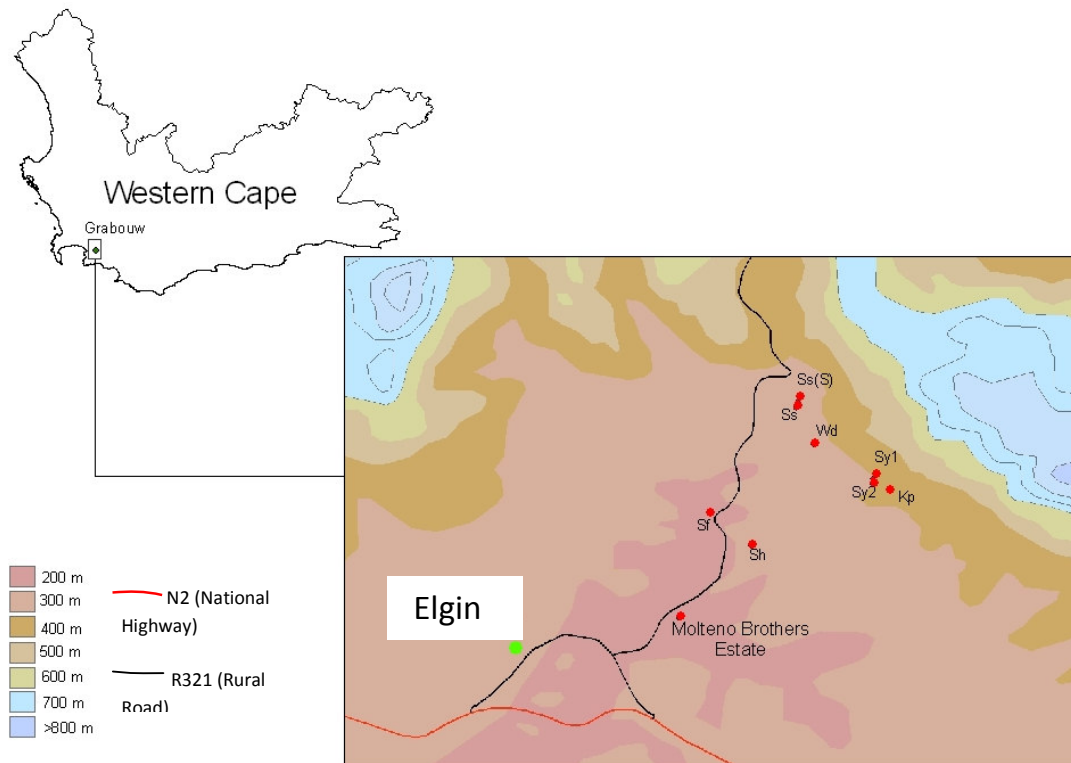 Western Cape
Grabouw
Ss(S)
Ss
Wd
Sy1
Sy2
Kp
Sf
Sh
Molteno Brothers
Estate
Elgin
200 m
300 m
400 m
500 m
600 m
700 m
>800 m
N2 (National
Highway)
R321 (Rural
Road)